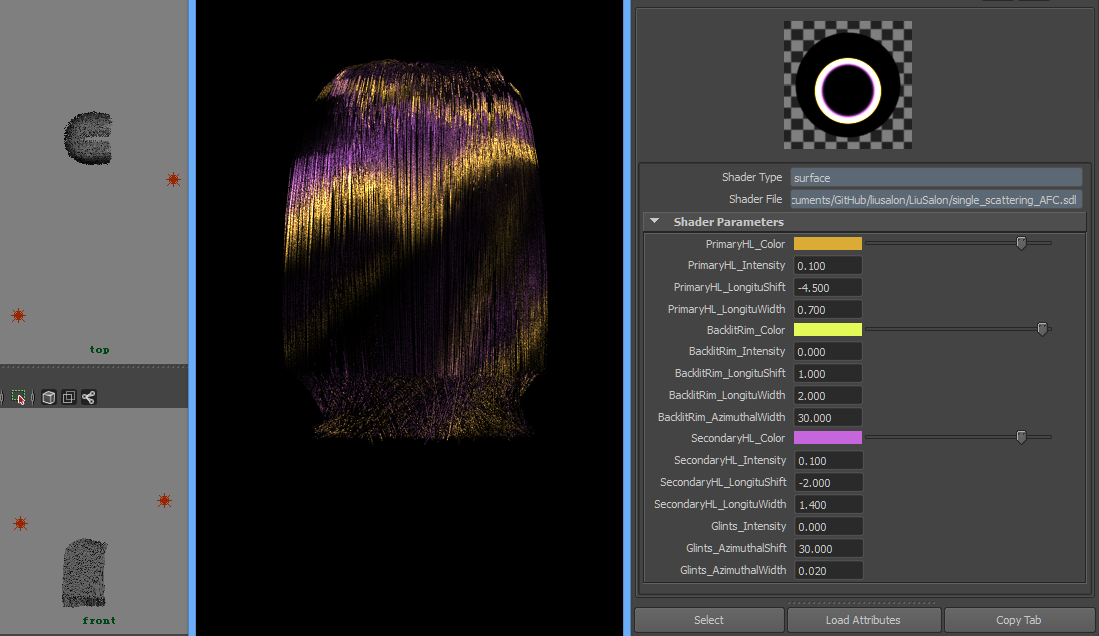 top
front
Shader Type surface
Shader File cuments/GitHub/liusalon/LiuSalon/single_scattering_AFC.sdl
Shader Parameters
PrimaryHL_Color
PrimaryHL_Intensity 0.100
PrimaryHL_LongituShift -4.500
PrimaryHL_LongituWidth 0.700
BacklitRim_Color
BacklitRim_Intensity 0.000
BacklitRim_LongituShift 1.000
BacklitRim_LongituWidth 2.000
BacklitRim_AzimuthalWidth 30.000
SecondaryHL_Color
SecondaryHL_Intensity 0.100
SecondaryHL_LongituShift -2.000
SecondaryHL_LongituWidth 1.400
Glints_Intensity 0.000
Glints_AzimuthalShift 30.000
Glints_AzimuthalWidth 0.020
Select Load Attributes Copy Tab